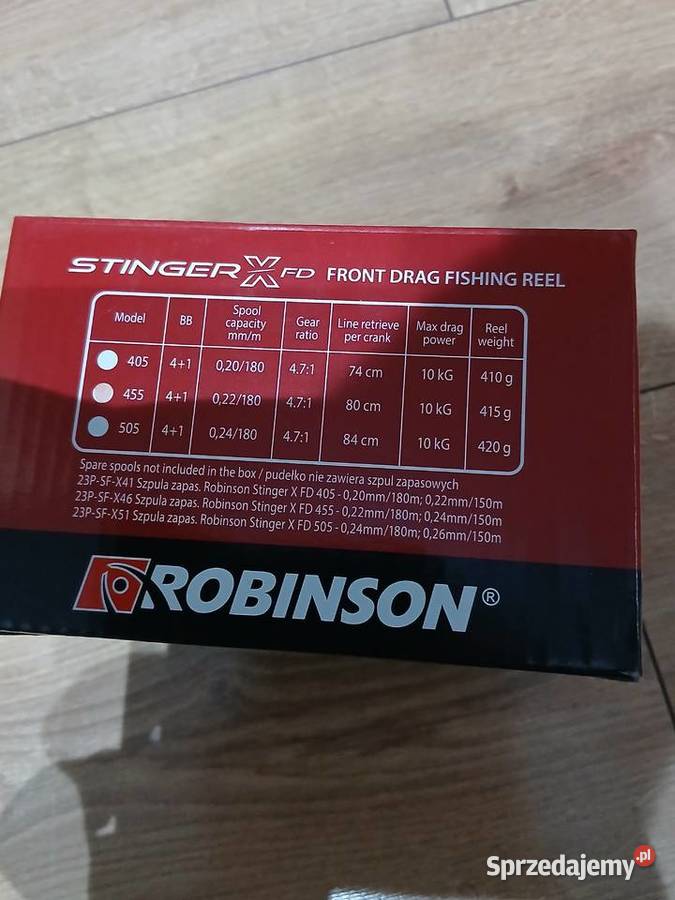 STINGER X FD FRONT DRAG FISHING REEL
Model BB Spool capacity mm/m Gear ratio Line retrieve per crank Max drag power Reel weight
405 4+1 0,20/180 4.7:1 74 cm 10 kG 410 g
455 4+1 0,22/180 4.7:1 80 cm 10 kG 415 g
505 4+1 0,24/180 4.7:1 84 cm 10 kG 420 g
Spare spools not included in the box / pudełko nie zawiera szpul zapasowych
23P-SF-X41 Szpula zapas. Robinson Stinger X FD 405 - 0,20mm/180m; 0,22mm/150m
23P-SF-X46 Szpula zapas. Robinson Stinger X FD 455 - 0,22mm/180m; 0,24mm/150m
23P-SF-X51 Szpula zapas. Robinson Stinger X FD 505 - 0,24mm/180m; 0,26mm/150m
ROBINSON®
Sprzedajemy.pl